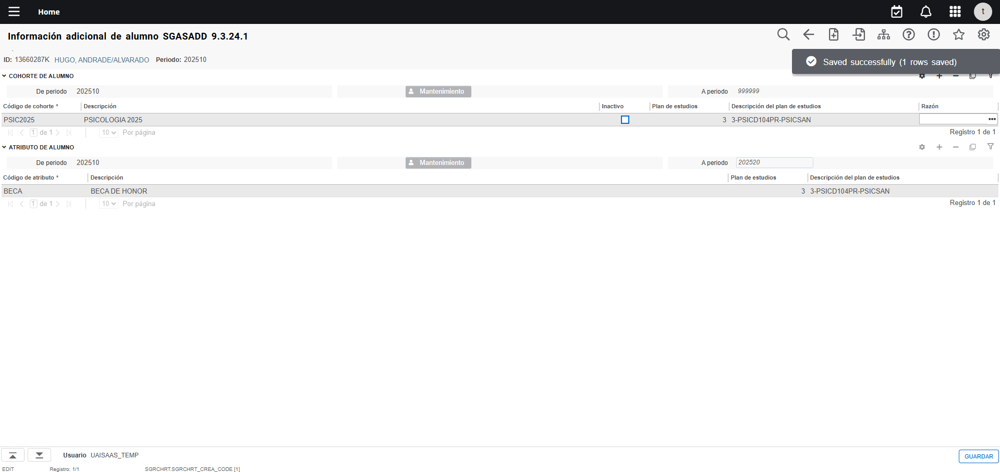 Home
t
Información adicional de alumno SGASADD 9.3.24.1
ID: 13660287K HUGO, ANDRADE/ALVARADO Periodo: 202510
Saved successfully (1 rows saved)
COHORTE DE ALUMNO
De periodo 202510 Mantenimiento A periodo 999999
Código de cohorte * Descripción Inactivo Plan de estudios Descripción del plan de estudios Razón
PSIC2025 PSICOLOGIA 2025 3 3-PSICD104PR-PSICSAN
1 de 1 10 Por página Registro 1 de 1
ATRIBUTO DE ALUMNO
De periodo 202510 Mantenimiento A periodo 202520
Código de atributo * Descripción Plan de estudios Descripción del plan de estudios
BECA BECA DE HONOR 3 3-PSICD104PR-PSICSAN
1 de 1 10 Por página Registro 1 de 1
Usuario UAISAAS_TEMP GUARDAR
EDIT Registro: 1/1 SGRCHRT.SGRCHRT_CREA_CODE [1]